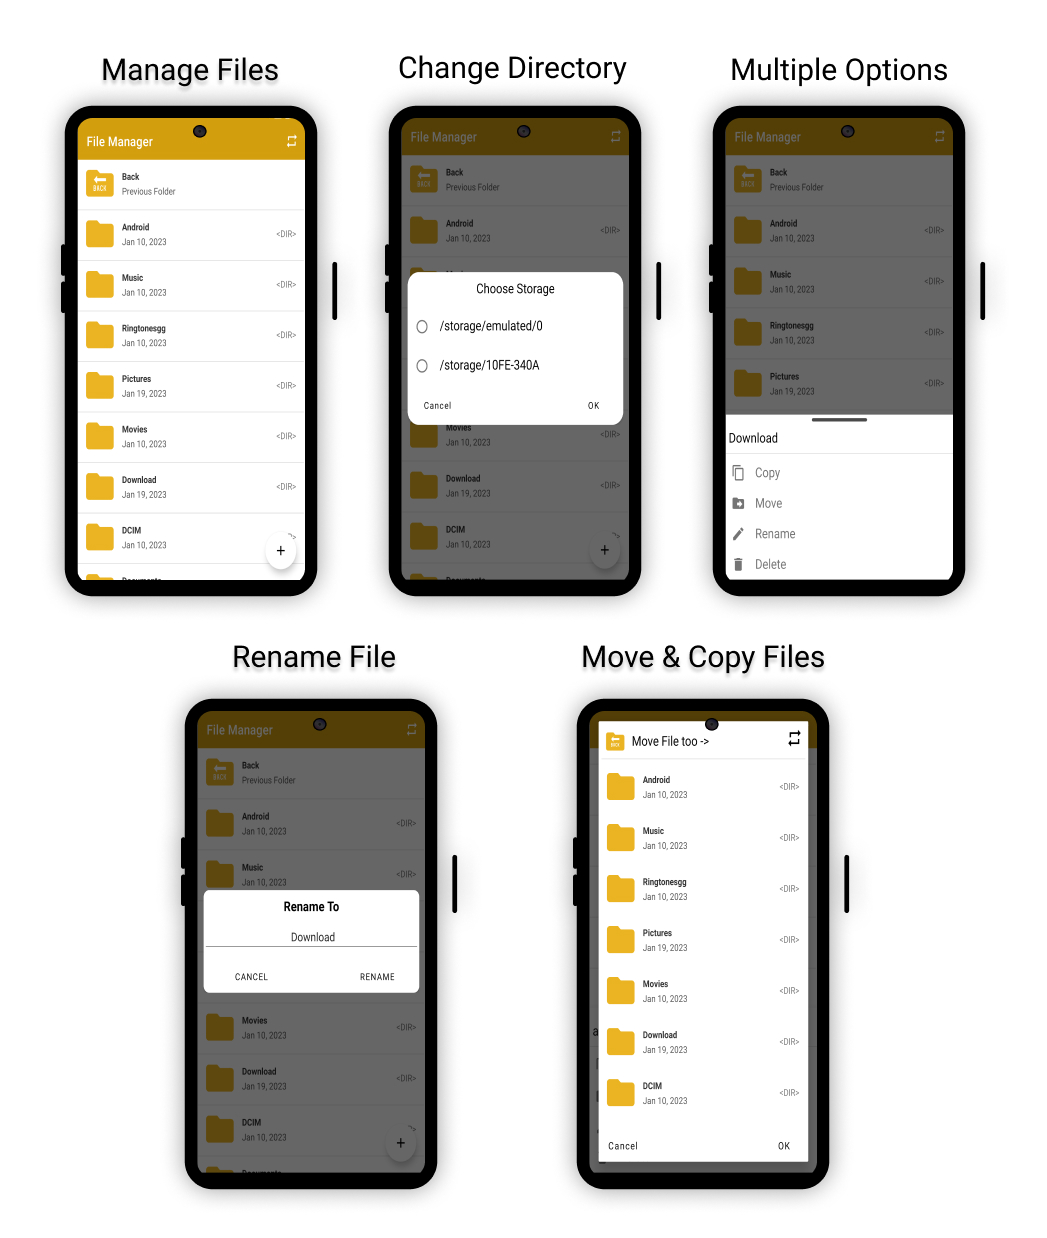 Manage Files
File Manager
BACK
Back
Previous Folder
Android
Jan 10, 2023
<DIR>
Music
Jan 10, 2023
<DIR>
Ringtonesgg
Jan 10, 2023
<DIR>
Pictures
Jan 19, 2023
<DIR>
Movies
Jan 10, 2023
<DIR>
Download
Jan 19, 2023
<DIR>
DCIM
Jan 10, 2023
+
Documents
Change Directory
File Manager
BACK
Back
Previous Folder
Android
Jan 10, 2023
<DIR>
Choose Storage
/storage/emulated/0
/storage/10FE-340A
Cancel
OK
Movies
Jan 10, 2023
<DIR>
Download
Jan 19, 2023
<DIR>
DCIM
Jan 10, 2023
+
Documents
Multiple Options
File Manager
BACK
Back
Previous Folder
Android
Jan 10, 2023
<DIR>
Music
Jan 10, 2023
<DIR>
Ringtonesgg
Jan 10, 2023
<DIR>
Pictures
Jan 19, 2023
<DIR>
Download
Copy
Move
Rename
Delete
Rename File
File Manager
BACK
Back
Previous Folder
Android
Jan 10, 2023
<DIR>
Music
Jan 10, 2023
<DIR>
Rename To
Download
CANCEL
RENAME
Movies
Jan 10, 2023
<DIR>
Download
Jan 19, 2023
<DIR>
DCIM
Jan 10, 2023
+
Documents
Move & Copy Files
BACK
Move File too ->
Android
Jan 10, 2023
<DIR>
Music
Jan 10, 2023
<DIR>
Ringtonesgg
Jan 10, 2023
<DIR>
Pictures
Jan 19, 2023
<DIR>
Movies
Jan 10, 2023
<DIR>
Download
Jan 19, 2023
<DIR>
DCIM
Jan 10, 2023
<DIR>
Cancel
OK